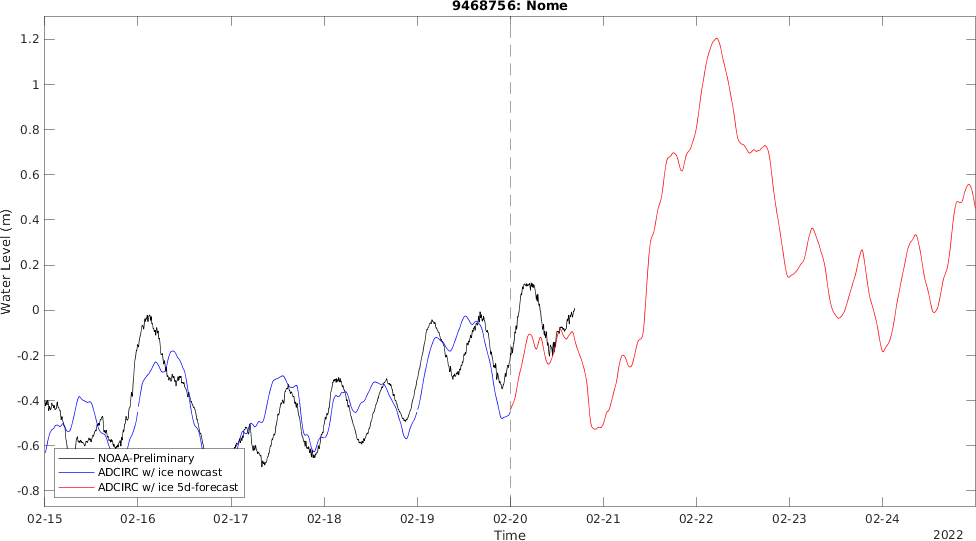 9468756: Nome
1.2
1
0.8
0.6
0.4
0.2
0
-0.2
-0.4
-0.6
-0.8
Water Level (m)
NOAA-Preliminary
ADCIRC w/ ice nowcast
ADCIRC w/ ice 5d-forecast
02-15 02-16 02-17 02-18 02-19 02-20 02-21 02-22 02-23 02-24
Time
2022